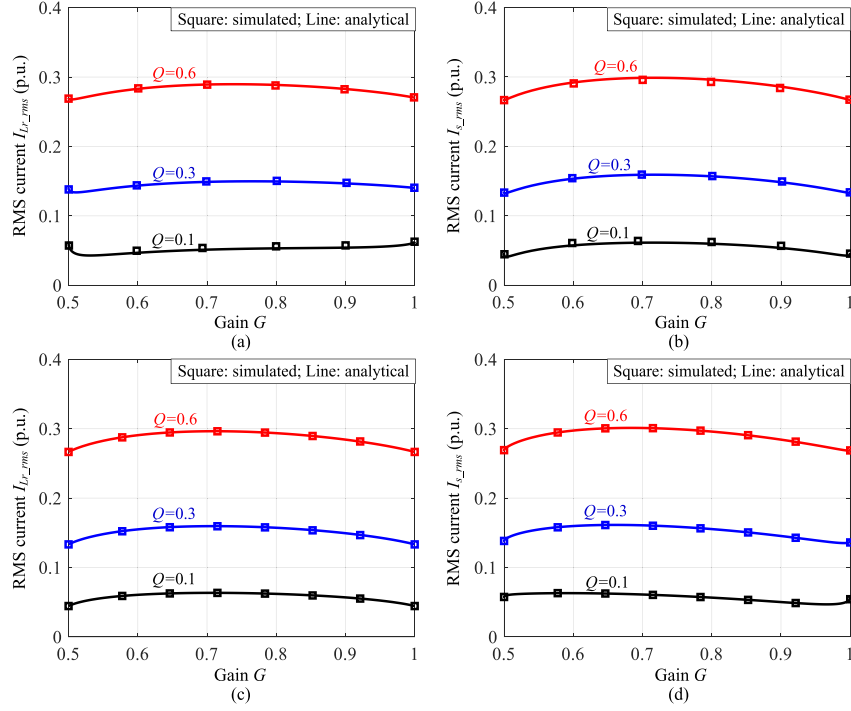 Square: simulated; Line: analytical
RMS current I_Lr_rms (p.u.)
0.4
0.3
0.2
0.1
0
Q=0.6
Q=0.3
Q=0.1
0.5 0.6 0.7 0.8 0.9 1
Gain G
(a)
Square: simulated; Line: analytical
RMS current I_s_rms (p.u.)
0.4
0.3
0.2
0.1
0
Q=0.6
Q=0.3
Q=0.1
0.5 0.6 0.7 0.8 0.9 1
Gain G
(b)
Square: simulated; Line: analytical
RMS current I_Lr_rms (p.u.)
0.4
0.3
0.2
0.1
0
Q=0.6
Q=0.3
Q=0.1
0.5 0.6 0.7 0.8 0.9 1
Gain G
(c)
Square: simulated; Line: analytical
RMS current I_s_rms (p.u.)
0.4
0.3
0.2
0.1
0
Q=0.6
Q=0.3
Q=0.1
0.5 0.6 0.7 0.8 0.9 1
Gain G
(d)